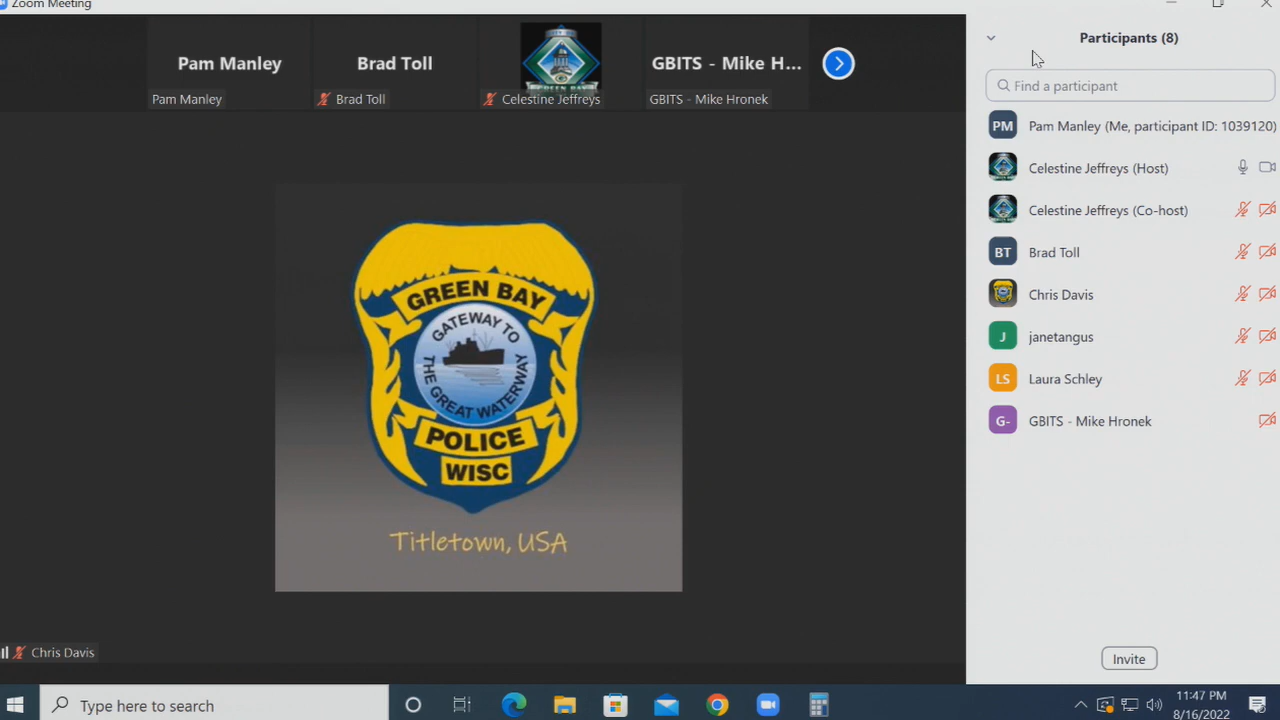 Zoom Meeting
Pam Manley
Brad Toll
GBITS - Mike H...
Pam Manley
Brad Toll
Celestine Jeffreys
GBITS - Mike Hronek
GREEN BAY
GATEWAY TO
THE GREAT WATERWAY
POLICE
WISC
Titletown, USA
Chris Davis
Participants (8)
Find a participant
PM Pam Manley (Me, participant ID: 1039120)
Celestine Jeffreys (Host)
Celestine Jeffreys (Co-host)
BT Brad Toll
Chris Davis
J janetangus
LS Laura Schley
G- GBITS - Mike Hronek
Invite
Type here to search
11:47 PM
8/16/2022